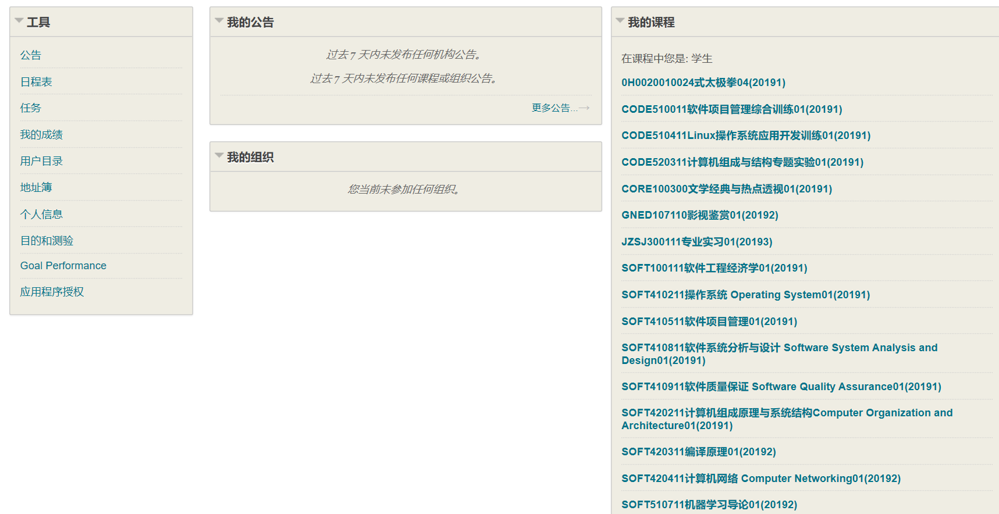 工具
公告
日程表
任务
我的成绩
用户目录
地址簿
个人信息
目的和测验
Goal Performance
应用程序授权
我的公告
过去 7 天内未发布任何机构公告。
过去 7 天内未发布任何课程或组织公告。
更多公告...→
我的组织
您当前未参加任何组织。
我的课程
在课程中您是: 学生
0H0020010024式太极拳04(20191)
CODE510011软件项目管理综合训练01(20191)
CODE510411Linux操作系统应用开发训练01(20191)
CODE520311计算机组成与结构专题实验01(20191)
CORE100300文学经典与热点透视01(20191)
GNED107110影视鉴赏01(20192)
JZSJ300111专业实习01(20193)
SOFT100111软件工程经济学01(20191)
SOFT410211操作系统 Operating System01(20191)
SOFT410511软件项目管理01(20191)
SOFT410811软件系统分析与设计 Software System Analysis and
Design01(20191)
SOFT410911软件质量保证 Software Quality Assurance01(20191)
SOFT420211计算机组成原理与系统结构Computer Organization and
Architecture01(20191)
SOFT420311编译原理01(20192)
SOFT420411计算机网络 Computer Networking01(20192)
SOFT510711机器学习导论01(20192)